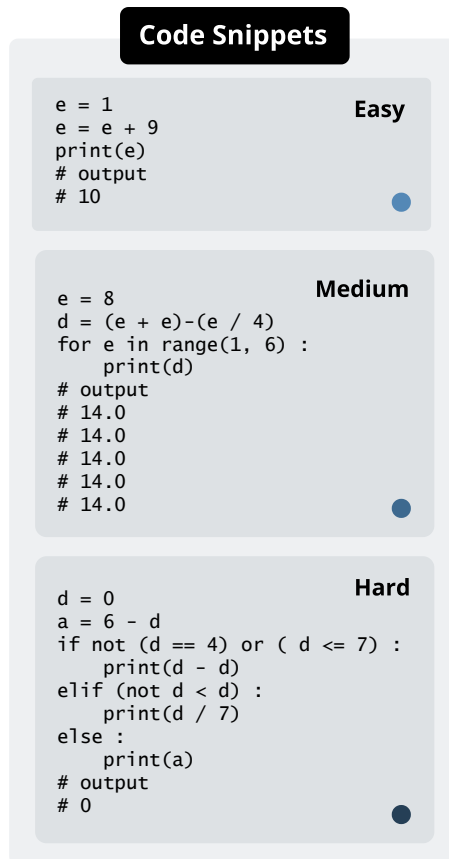 Code Snippets
Easy
e = 1
e = e + 9
print(e)
# output
# 10
Medium
e = 8
d = (e + e)-(e / 4)
for e in range(1, 6) :
    print(d)
# output
# 14.0
# 14.0
# 14.0
# 14.0
# 14.0
Hard
d = 0
a = 6 - d
if not (d == 4) or ( d <= 7) :
    print(d - d)
elif (not d < d) :
    print(d / 7)
else :
    print(a)
# output
# 0